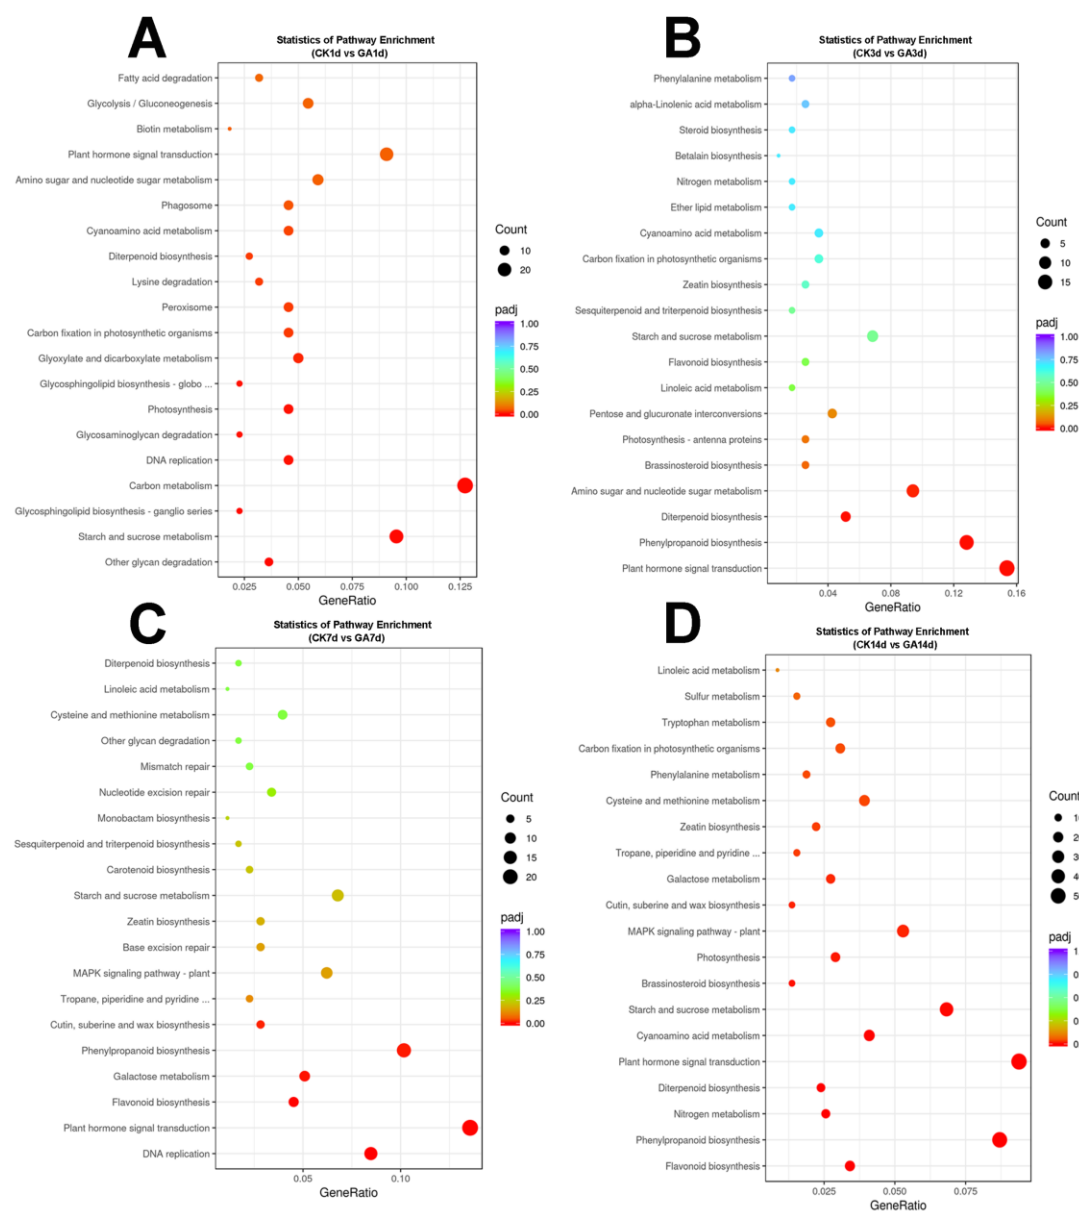 A
Statistics of Pathway Enrichment
(CK1d vs GA1d)
Fatty acid degradation
Glycolysis / Gluconeogenesis
Biotin metabolism
Plant hormone signal transduction
Amino sugar and nucleotide sugar metabolism
Phagosome
Cyanoamino acid metabolism
Diterpenoid biosynthesis
Lysine degradation
Peroxisome
Carbon fixation in photosynthetic organisms
Glyoxylate and dicarboxylate metabolism
Glycosphingolipid biosynthesis - globo ...
Photosynthesis
Glycosaminoglycan degradation
DNA replication
Carbon metabolism
Glycosphingolipid biosynthesis - ganglio series
Starch and sucrose metabolism
Other glycan degradation
0.025 0.050 0.075 0.100 0.125
GeneRatio
Count
10
20
padj
1.00
0.75
0.50
0.25
0.00
B
Statistics of Pathway Enrichment
(CK3d vs GA3d)
Phenylalanine metabolism
alpha-Linolenic acid metabolism
Steroid biosynthesis
Betalain biosynthesis
Nitrogen metabolism
Ether lipid metabolism
Cyanoamino acid metabolism
Carbon fixation in photosynthetic organisms
Zeatin biosynthesis
Sesquiterpenoid and triterpenoid biosynthesis
Starch and sucrose metabolism
Flavonoid biosynthesis
Linoleic acid metabolism
Pentose and glucuronate interconversions
Photosynthesis - antenna proteins
Brassinosteroid biosynthesis
Amino sugar and nucleotide sugar metabolism
Diterpenoid biosynthesis
Phenylpropanoid biosynthesis
Plant hormone signal transduction
0.04 0.08 0.12 0.16
GeneRatio
Count
5
10
15
padj
1.00
0.75
0.50
0.25
0.00
C
Statistics of Pathway Enrichment
(CK7d vs GA7d)
Diterpenoid biosynthesis
Linoleic acid metabolism
Cysteine and methionine metabolism
Other glycan degradation
Mismatch repair
Nucleotide excision repair
Monobactam biosynthesis
Sesquiterpenoid and triterpenoid biosynthesis
Carotenoid biosynthesis
Starch and sucrose metabolism
Zeatin biosynthesis
Base excision repair
MAPK signaling pathway - plant
Tropane, piperidine and pyridine ...
Cutin, suberine and wax biosynthesis
Phenylpropanoid biosynthesis
Galactose metabolism
Flavonoid biosynthesis
Plant hormone signal transduction
DNA replication
0.05 0.10
GeneRatio
Count
5
10
15
20
padj
1.00
0.75
0.50
0.25
0.00
D
Statistics of Pathway Enrichment
(CK14d vs GA14d)
Linoleic acid metabolism
Sulfur metabolism
Tryptophan metabolism
Carbon fixation in photosynthetic organisms
Phenylalanine metabolism
Cysteine and methionine metabolism
Zeatin biosynthesis
Tropane, piperidine and pyridine ...
Galactose metabolism
Cutin, suberine and wax biosynthesis
MAPK signaling pathway - plant
Photosynthesis
Brassinosteroid biosynthesis
Starch and sucrose metabolism
Cyanoamino acid metabolism
Plant hormone signal transduction
Diterpenoid biosynthesis
Nitrogen metabolism
Phenylpropanoid biosynthesis
Flavonoid biosynthesis
0.025 0.050 0.075
GeneRatio
Count
padj